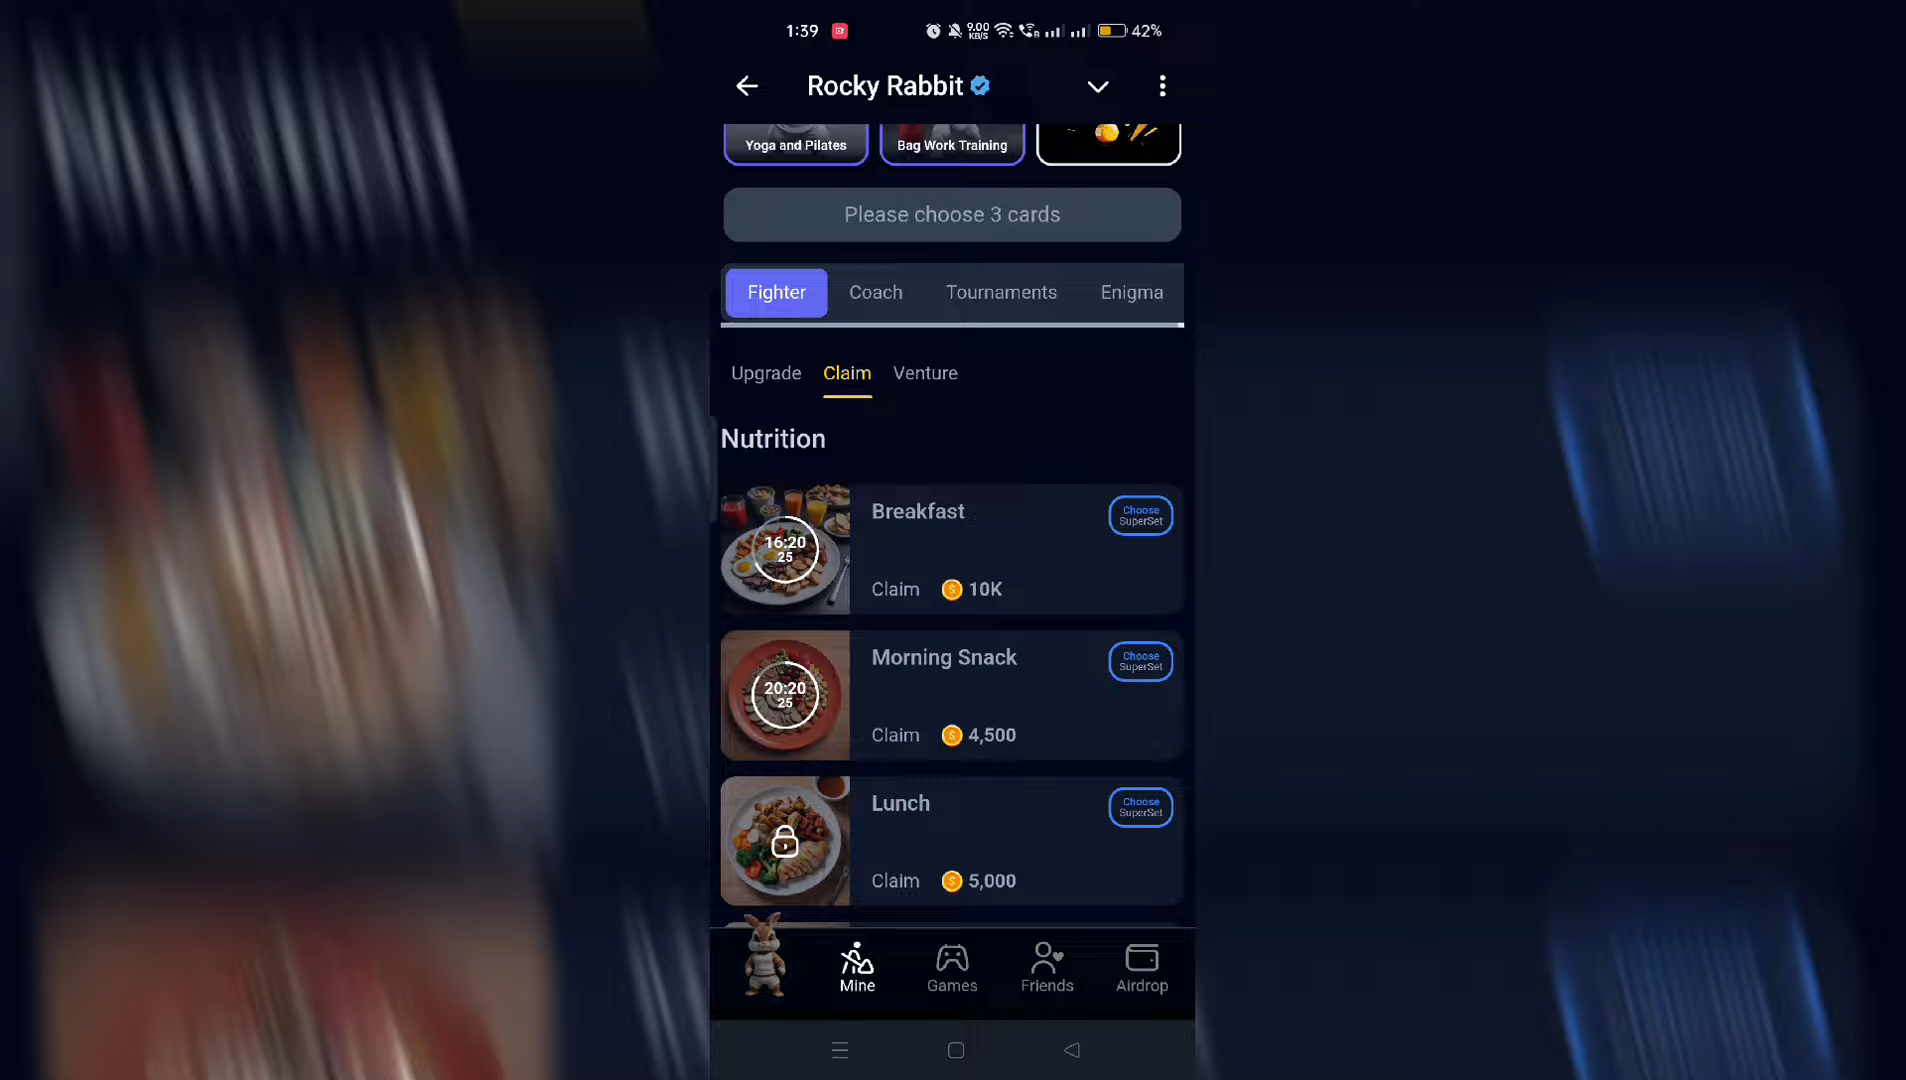 1:39 9.00 KB/S 42%
Rocky Rabbit
Yoga and Pilates Bag Work Training
Please choose 3 cards
Fighter Coach Tournaments Enigma
Upgrade Claim Venture
Nutrition
Breakfast
Choose
SuperSet
16:20
25
Claim 10K
Morning Snack
Choose
SuperSet
20:20
25
Claim 4,500
Lunch
Choose
SuperSet
Claim 5,000
Mine Games Friends Airdrop